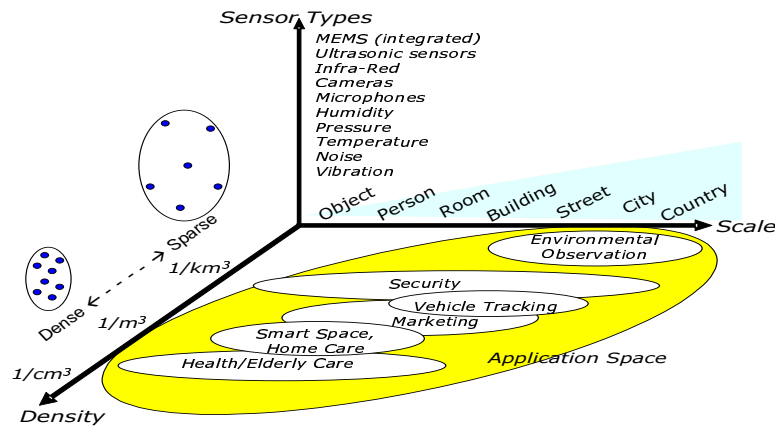 Sensor Types
MEMS (integrated)
Ultrasonic sensors
Infra-Red
Cameras
Microphones
Humidity
Pressure
Temperature
Noise
Vibration
Object
Person
Room
Building
Street
City
Country
Scale
Sparse
Dense
1/km³
1/m³
1/cm³
Density
Environmental
Observation
Security
Vehicle Tracking
Marketing
Smart Space,
Home Care
Health/Elderly Care
Application Space